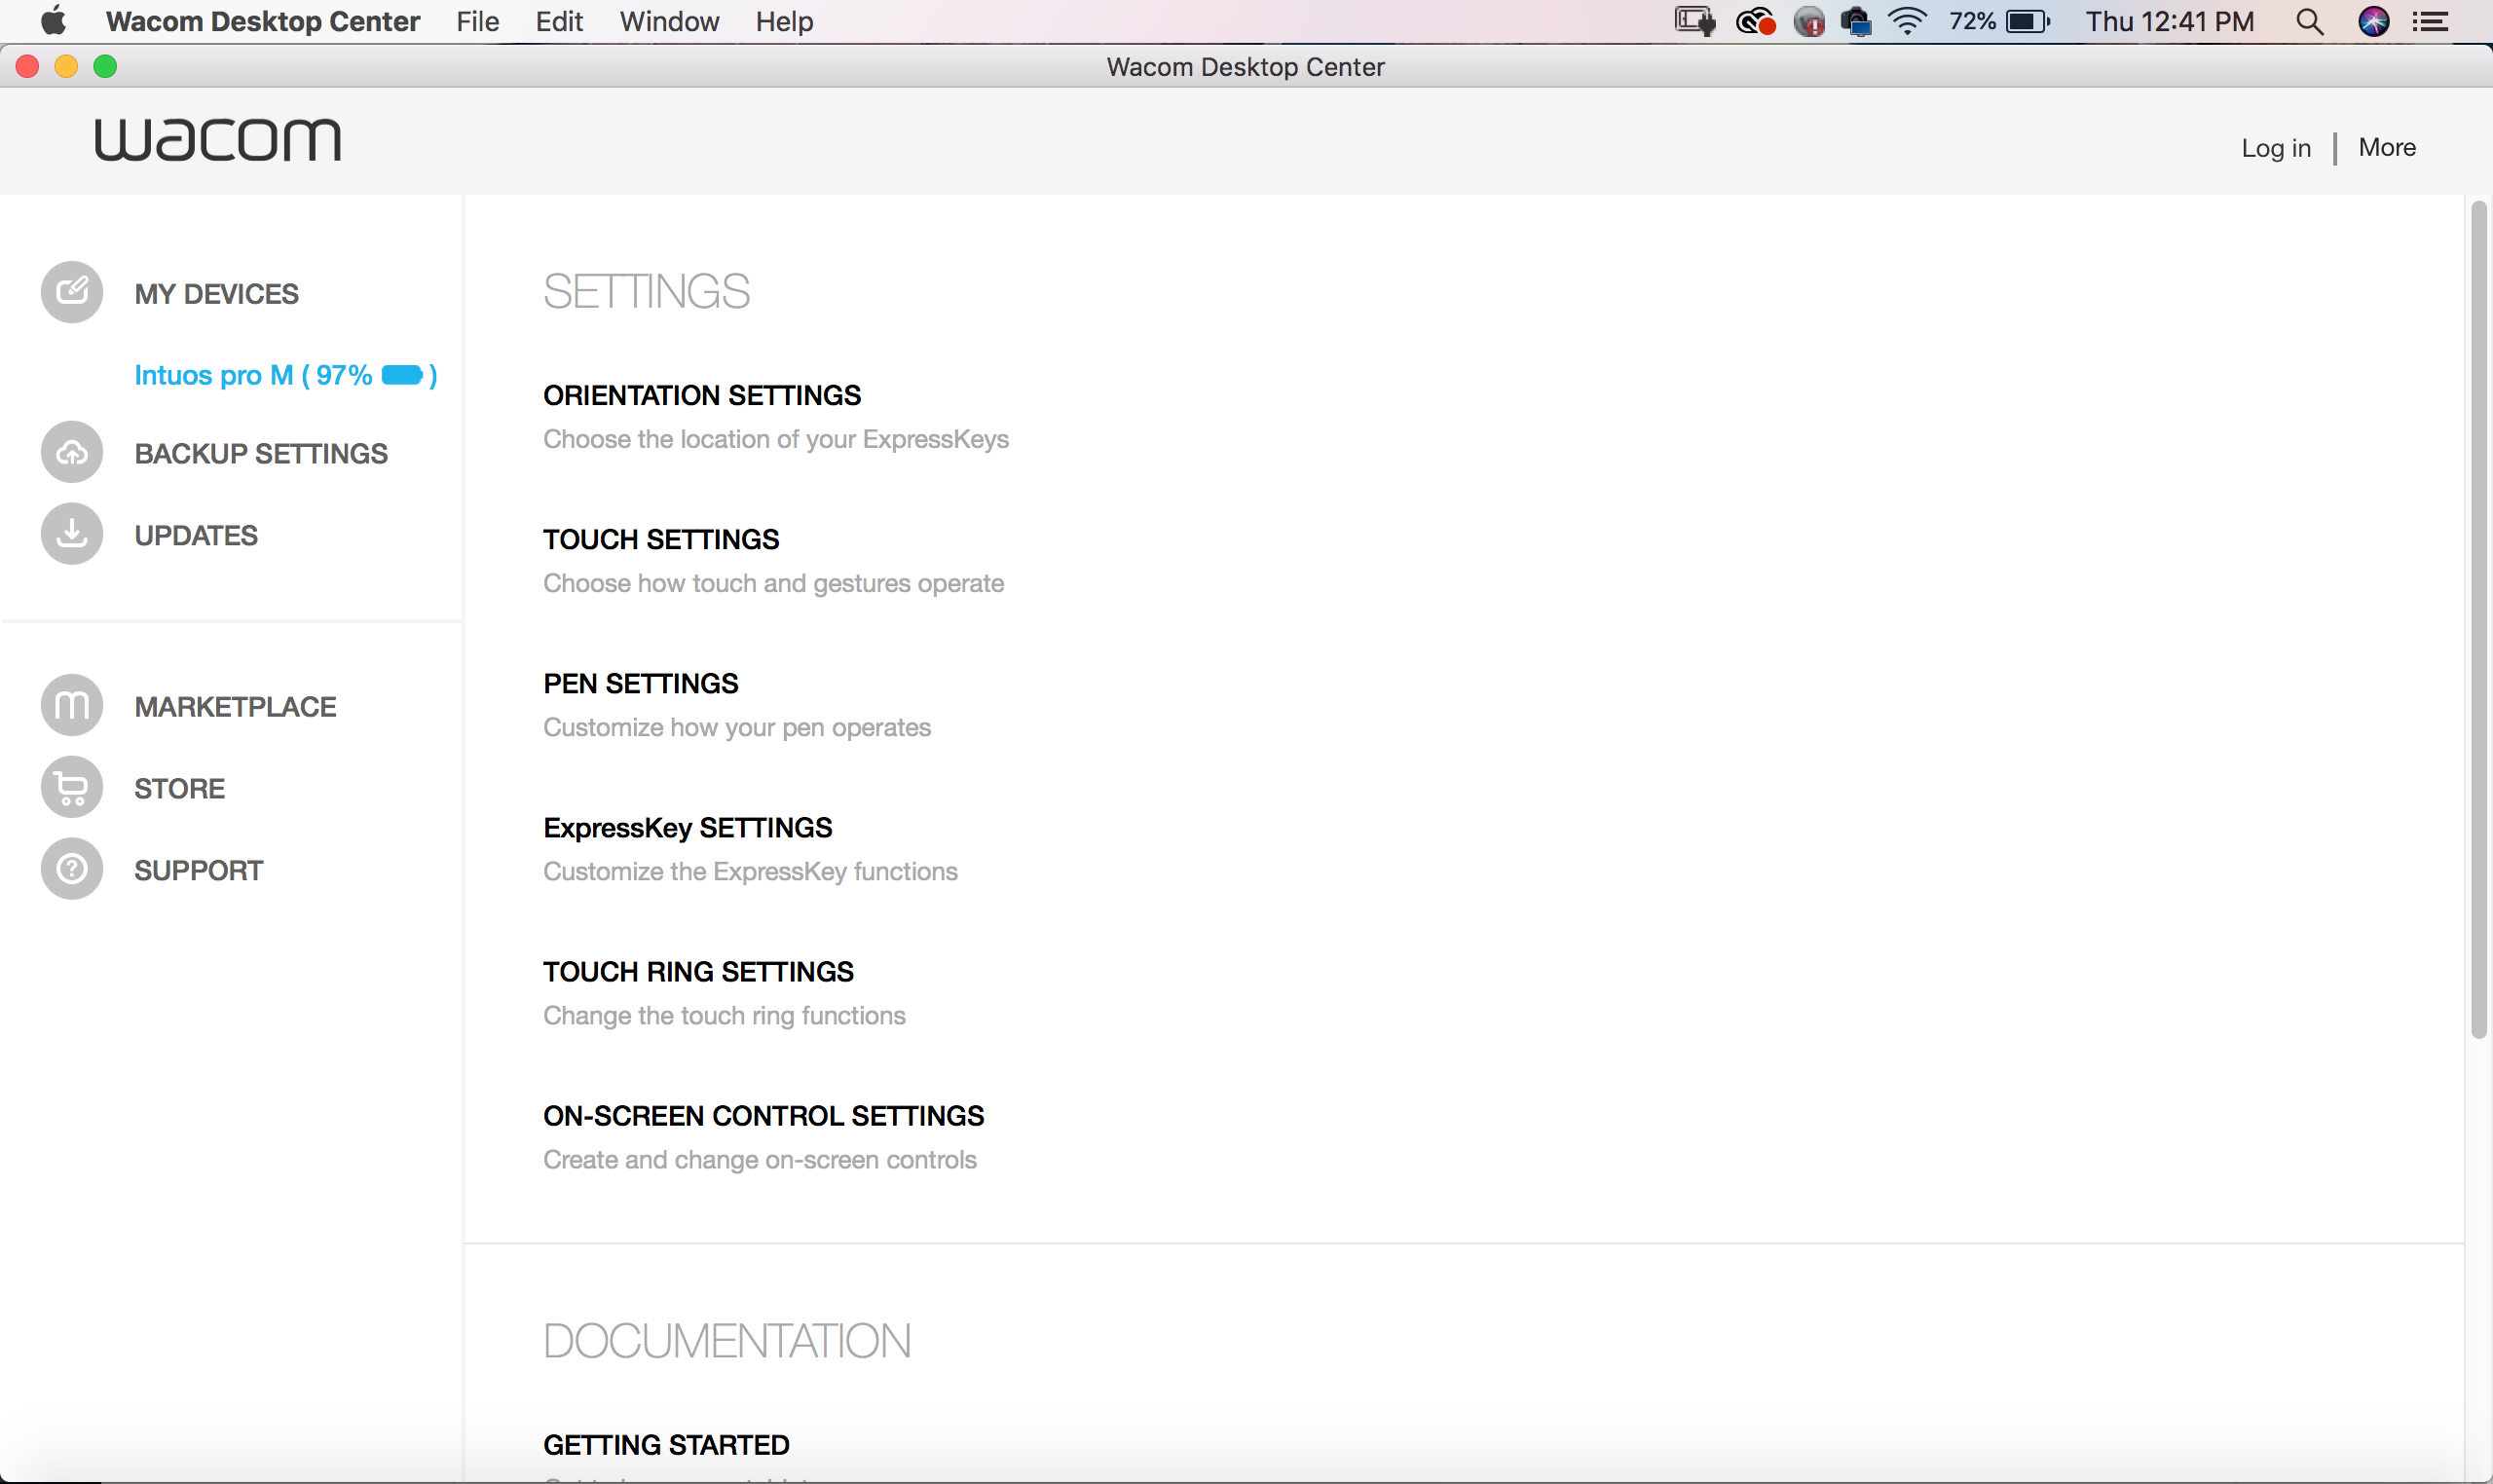 Wacom Desktop Center File Edit Window Help 72% Thu 12:41 PM
Wacom Desktop Center
wacom
Log in | More
MY DEVICES
Intuos pro M ( 97% )
BACKUP SETTINGS
UPDATES
MARKETPLACE
STORE
SUPPORT
SETTINGS
ORIENTATION SETTINGS
Choose the location of your ExpressKeys
TOUCH SETTINGS
Choose how touch and gestures operate
PEN SETTINGS
Customize how your pen operates
ExpressKey SETTINGS
Customize the ExpressKey functions
TOUCH RING SETTINGS
Change the touch ring functions
ON-SCREEN CONTROL SETTINGS
Create and change on-screen controls
DOCUMENTATION
GETTING STARTED